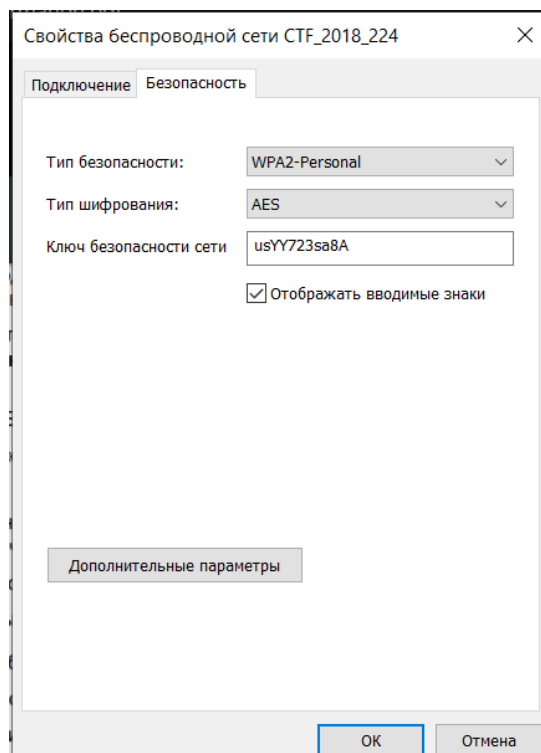 Свойства беспроводной сети CTF_2018_224
Подключение Безопасность
Тип безопасности: WPA2-Personal
Тип шифрования: AES
Ключ безопасности сети usYY723sa8A
Отображать вводимые знаки
Дополнительные параметры
ОК Отмена